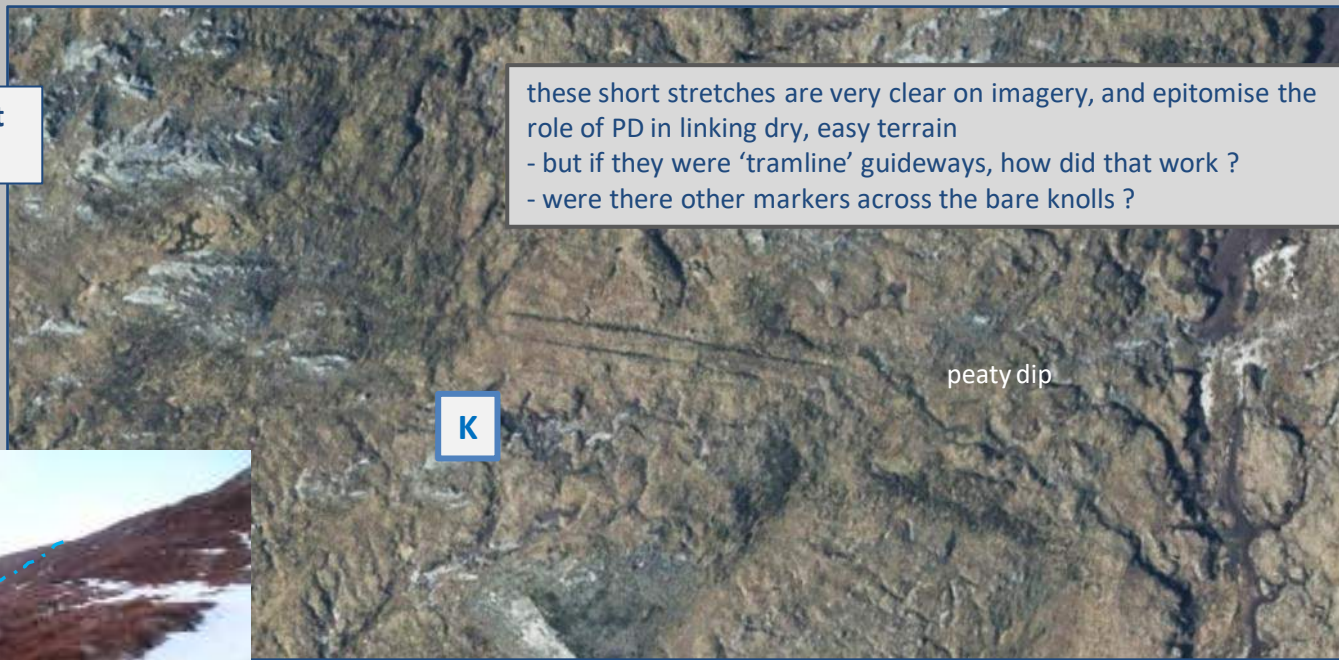 t
these short stretches are very clear on imagery, and epitomise the
role of PD in linking dry, easy terrain
- but if they were ‘tramline’ guideways, how did that work ?
- were there other markers across the bare knolls ?
peaty dip
K